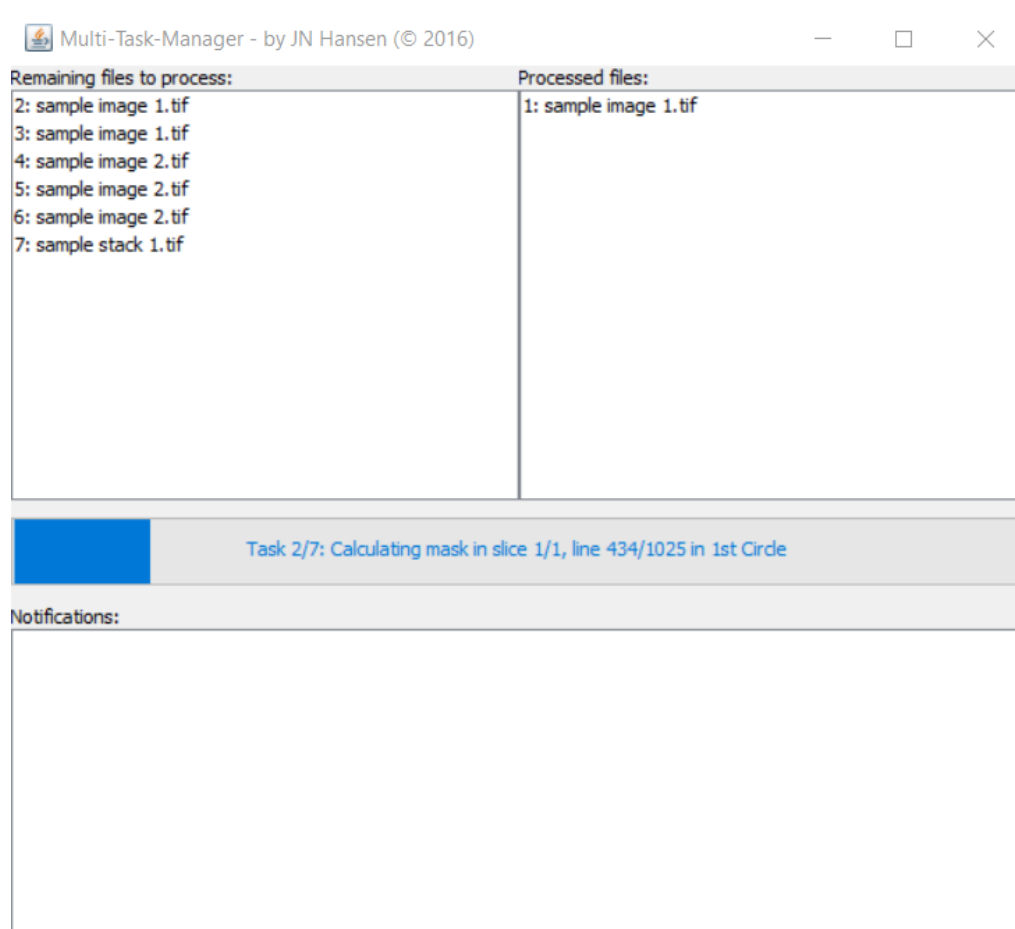 Multi-Task-Manager - by JN Hansen (© 2016)
Remaining files to process:
2: sample image 1.tif
3: sample image 1.tif
4: sample image 2.tif
5: sample image 2.tif
6: sample image 2.tif
7: sample stack 1.tif
Processed files:
1: sample image 1.tif
Task 2/7: Calculating mask in slice 1/1, line 434/1025 in 1st Circle
Notifications: